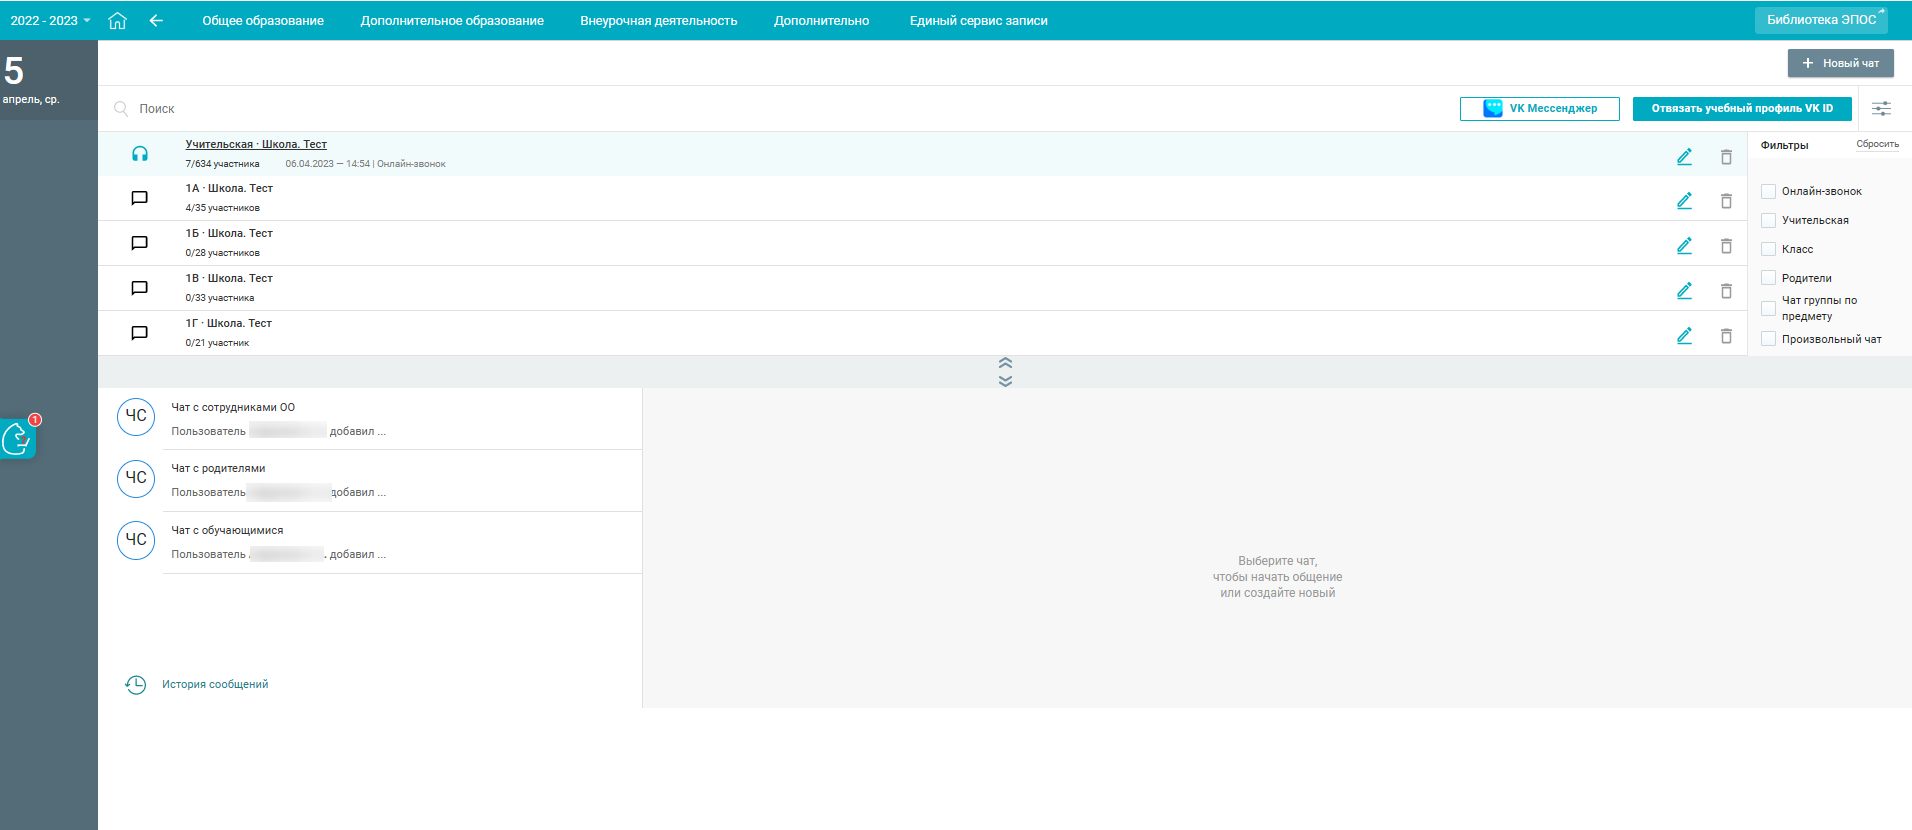 2022 - 2023
Общее образование
Дополнительное образование
Внеурочная деятельность
Дополнительно
Единый сервис записи
Библиотека ЭПОС
5
апрель, ср.
+ Новый чат
Поиск
VK Мессенджер
Отвязать учебный профиль VK ID
Учительская · Школа. Тест
7/634 участника 06.04.2023 — 14:54 | Онлайн-звонок
1А · Школа. Тест
4/35 участников
1Б · Школа. Тест
0/28 участников
1В · Школа. Тест
0/33 участника
1Г · Школа. Тест
0/21 участник
Фильтры Сбросить
Онлайн-звонок
Учительская
Класс
Родители
Чат группы по
предмету
Произвольный чат
1
ЧС
Чат с сотрудниками ОО
Пользователь добавил ...
ЧС
Чат с родителями
Пользователь добавил ...
ЧС
Чат с обучающимися
Пользователь добавил ...
История сообщений
Выберите чат,
чтобы начать общение
или создайте новый